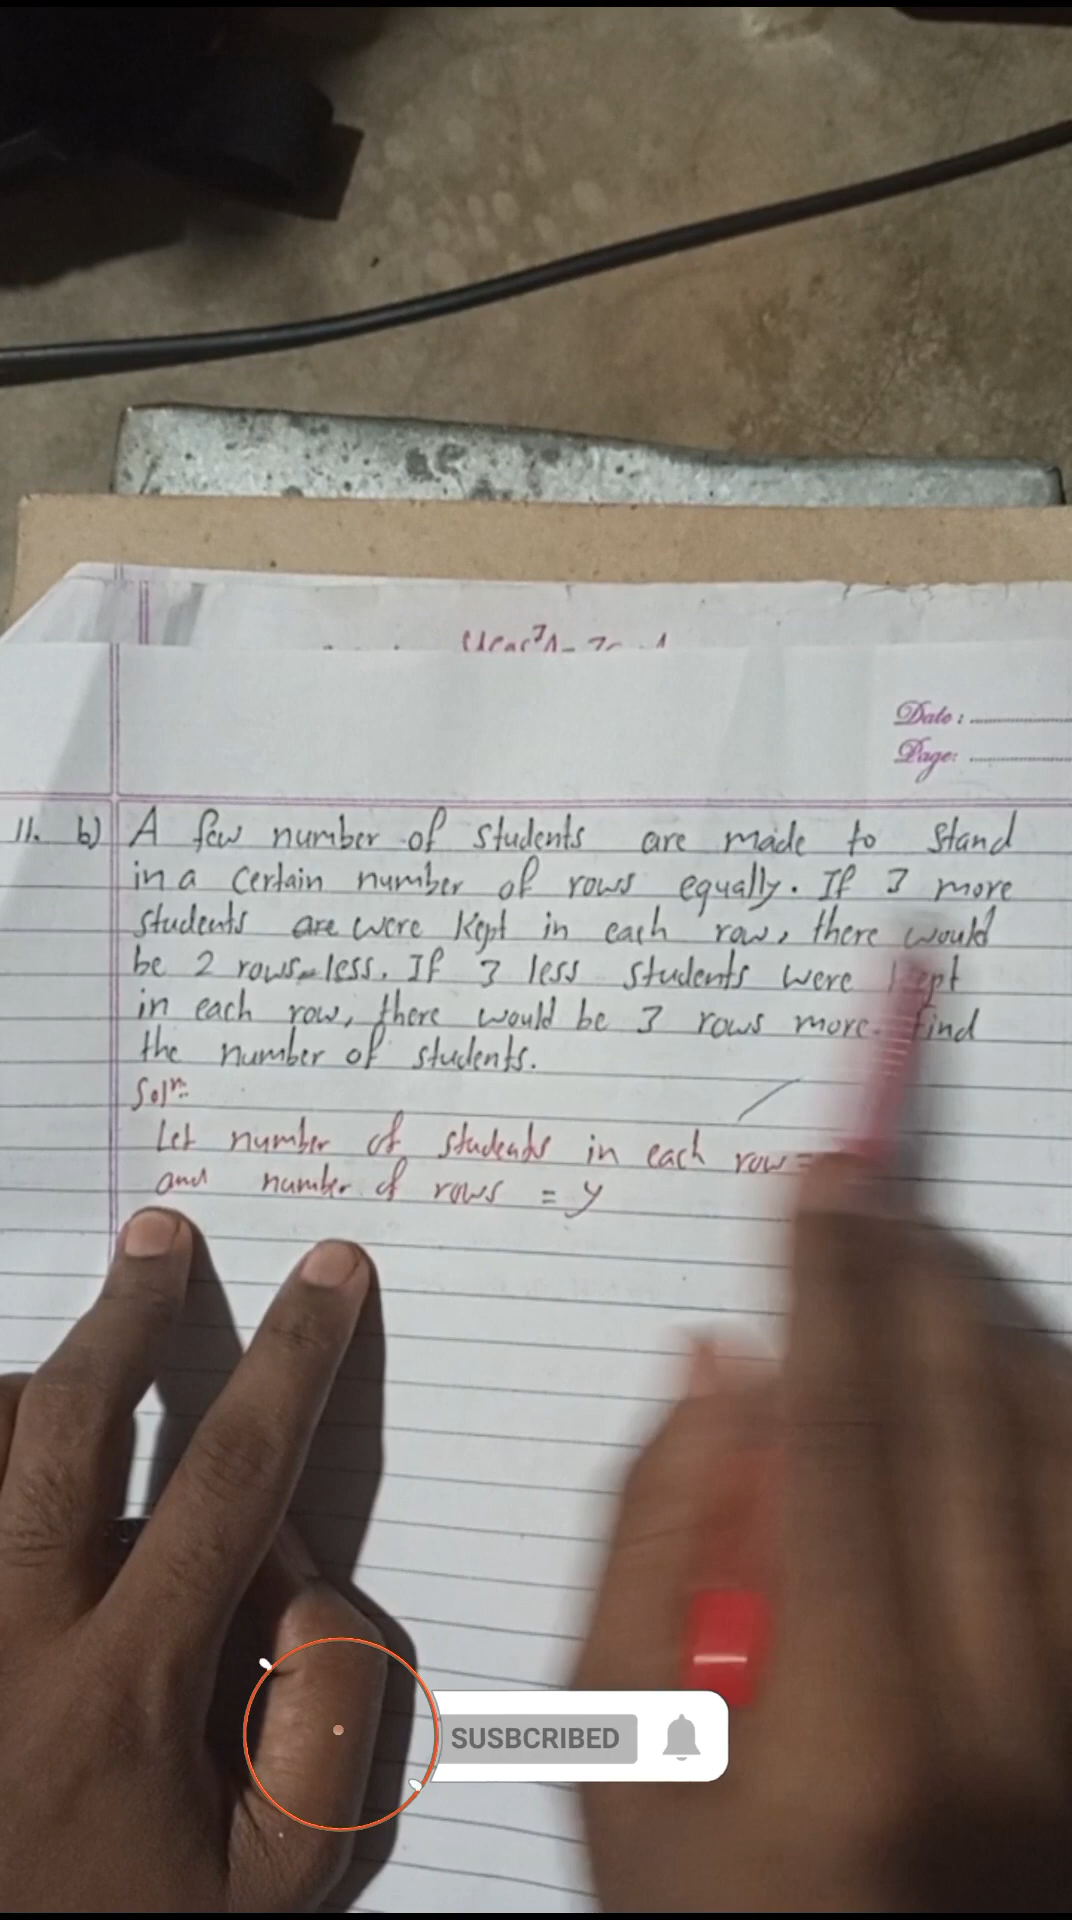 Date:
Page:
11. b) A few number of students are made to stand
in a certain number of rows equally. If 3 more
students are were kept in each row, there would
be 2 rows less. If 3 less students were kept
in each row, there would be 3 rows more. Find
the number of students.
Soln:
Let number of students in each row =
and number of rows = y
SUSBCRIBED